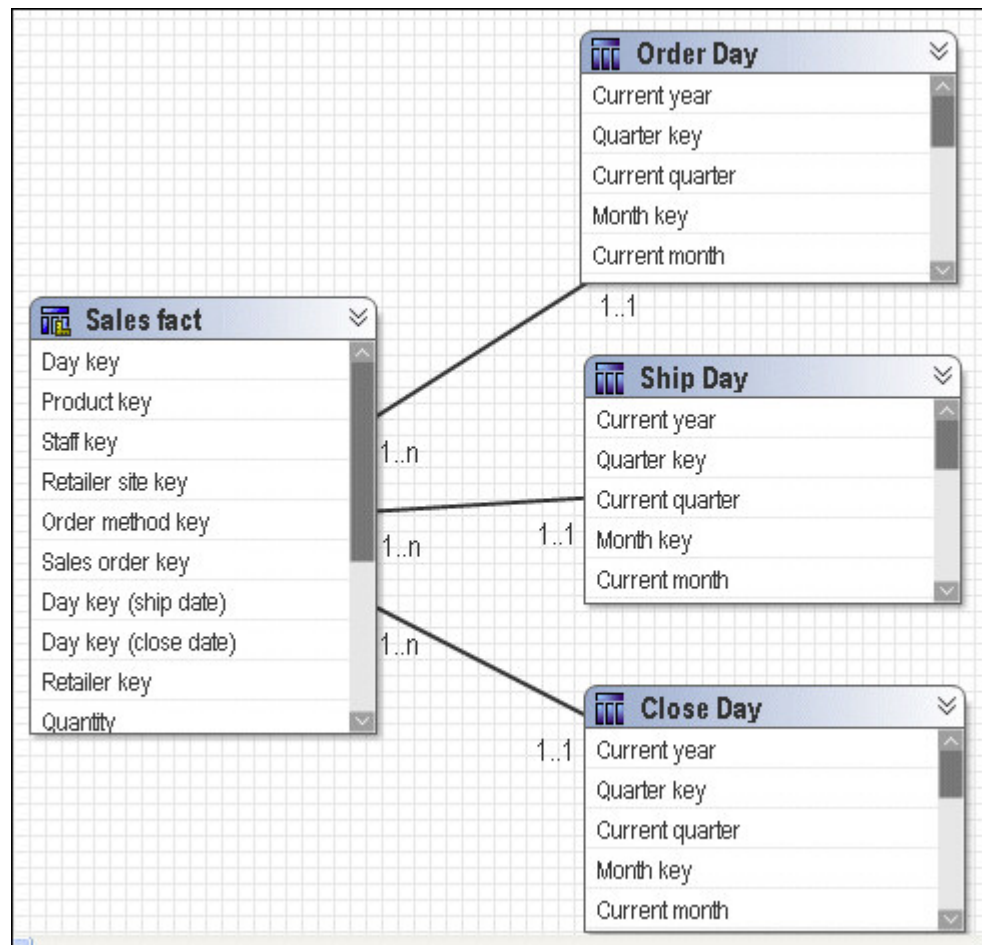 Order Day
Current year
Quarter key
Current quarter
Month key
Current month
1..1
Sales fact
Day key
Product key
Staff key
Retailer site key
Order method key
Sales order key
Day key (ship date)
Day key (close date)
Retailer key
Quantity
1..n
1..n
1..n
Ship Day
Current year
Quarter key
Current quarter
Month key
Current month
1..1
Close Day
Current year
Quarter key
Current quarter
Month key
Current month
1..1